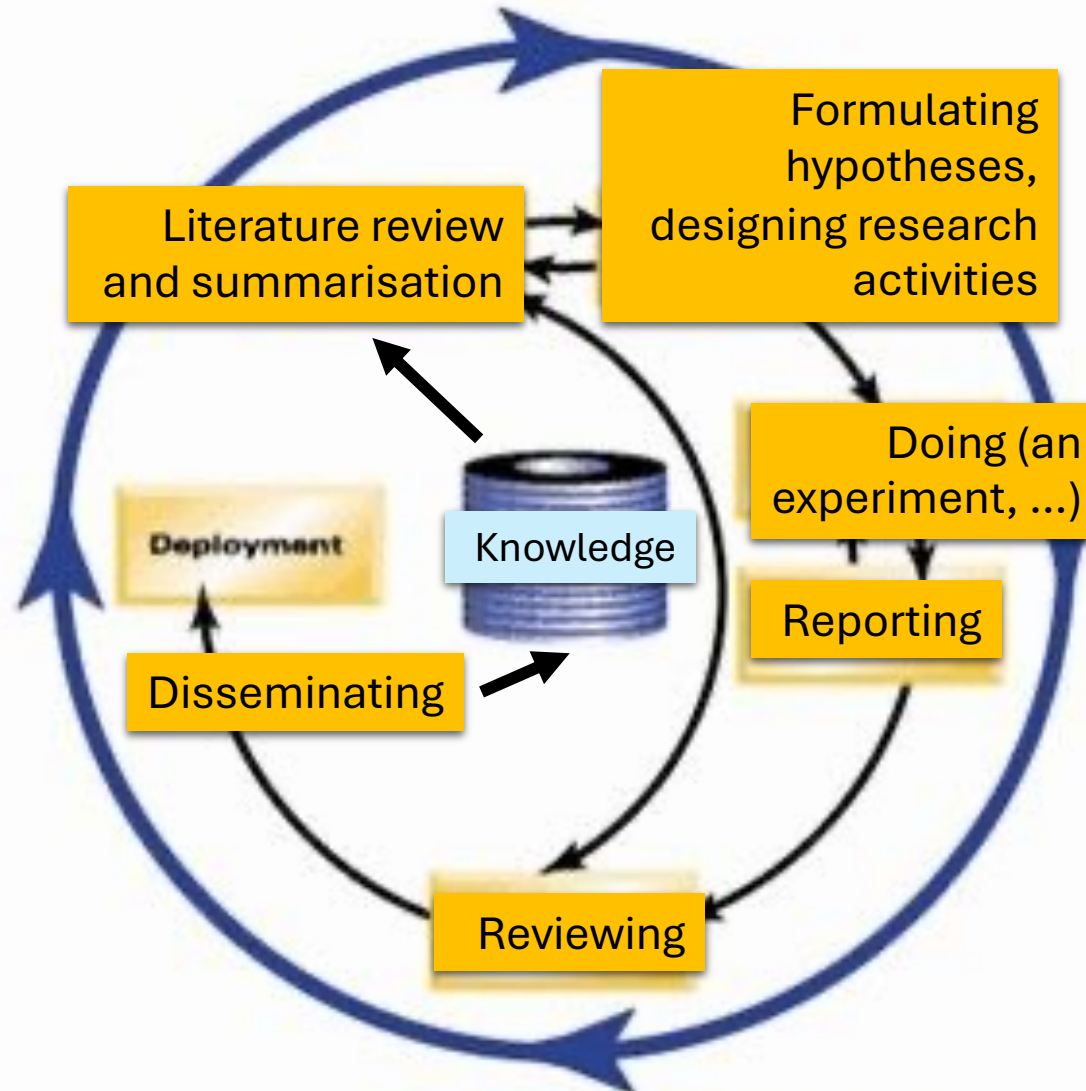 Formulating
hypotheses,
designing research
activities
Literature review
and summarisation
Doing (an
experiment, ...)
Deployment
Knowledge
Reporting
Disseminating
Reviewing